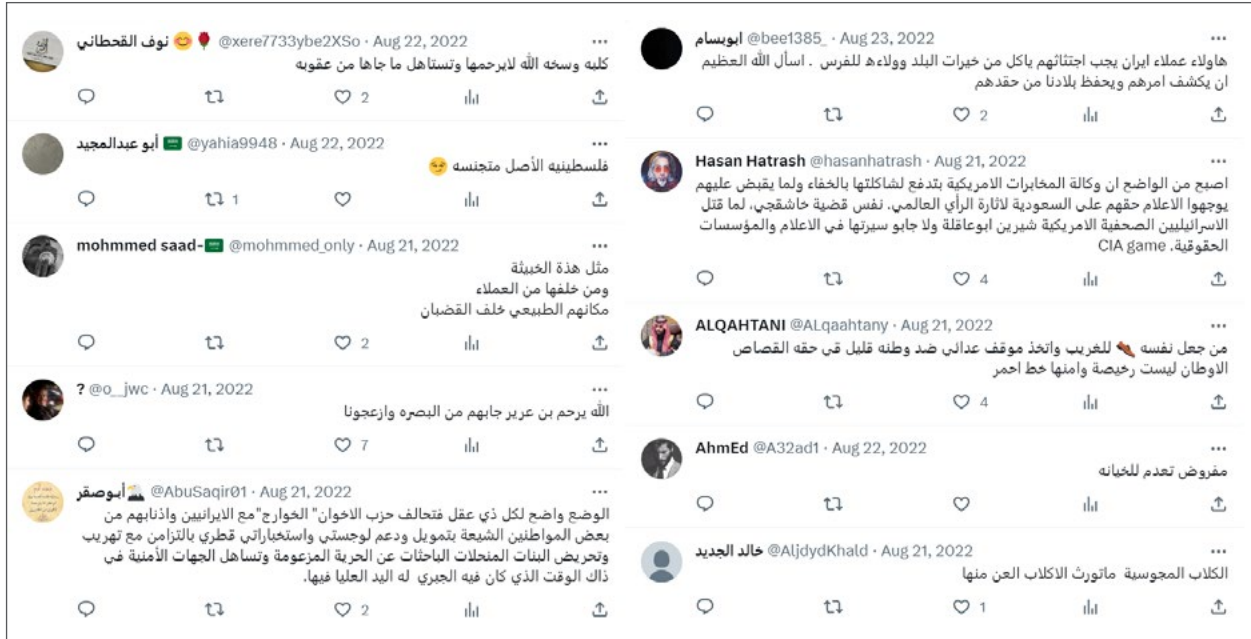 نوف القحطاني 😊🌹 @xere7733ybe2XSo · Aug 22, 2022
كلبه وسخه الله لايرحمها وتستاهل ما جاها من عقوبه
2
أبو عبدالمجيد 🇸🇦 @yahia9948 · Aug 22, 2022
فلسطينيه الأصل متجنسه 😏
1
mohmmed saad-🇸🇦 @mohmmed_only · Aug 21, 2022
مثل هذة الخبيثة
ومن خلفها من العملاء
مكانهم الطبيعي خلف القضبان
2
? @o__jwc · Aug 21, 2022
الله يرحم بن عرير جابهم من البصره وازعجونا
7
أبوصقر @AbuSaqir01 · Aug 21, 2022
الوضع واضح لكل ذي عقل فتحالف حزب الاخوان" الخوارج"مع الايرانيين واذنابهم من
بعض المواطنين الشيعة بتمويل ودعم لوجستي واستخباراتي قطري بالتزامن مع تهريب
وتحريض البنات المنحلات الباحثات عن الحرية المزعومة وتساهل الجهات الأمنية في
ذاك الوقت الذي كان فيه الجبري له اليد العليا فيها.
2
ابوبسام @bee1385_ · Aug 23, 2022
هاولاء عملاء ايران يجب اجتثاثهم ياكل من خيرات البلد وولاءه للفرس . اسأل الله العظيم
ان يكشف امرهم ويحفظ بلادنا من حقدهم
2
Hasan Hatrash @hasanhatrash · Aug 21, 2022
اصبح من الواضح ان وكالة المخابرات الامريكية بتدفع لشاكلتها بالخفاء ولما يقبض عليهم
يوجهوا الاعلام حقهم على السعودية لاثارة الرأي العالمي. نفس قضية خاشقجي، لما قتل
الاسرائيليين الصحفية الامريكية شيرين ابوعاقلة ولا جابو سيرتها في الاعلام والمؤسسات
الحقوقية. CIA game
4
ALQAHTANI @ALqaahtany · Aug 21, 2022
من جعل نفسه 👞 للغريب واتخذ موقف عدائي ضد وطنه قليل في حقه القصاص
الاوطان ليست رخيصة وامنها خط احمر
4
AhmEd @A32ad1 · Aug 22, 2022
مفروض تعدم للخيانه
خالد الجديد @AljdydKhald · Aug 21, 2022
الكلاب المجوسية ماتورث الاكلاب العن منها
1